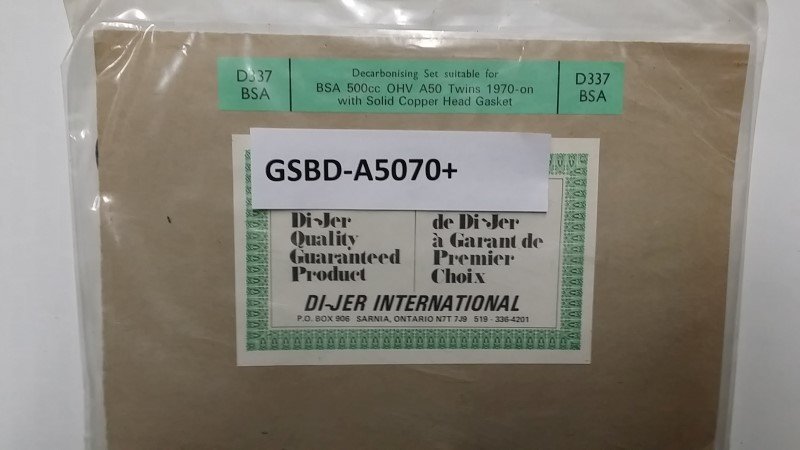 D337
BSA
Decarbonising Set suitable for
BSA 500cc OHV A50 Twins 1970-on
with Solid Copper Head Gasket
D337
BSA
GSBD-A5070+
Di-Jer
Quality
Guaranteed
Product
de Di-Jer
à Garant de
Premier
Choix
DI-JER INTERNATIONAL
P.O. BOX 906 SARNIA, ONTARIO N7T 7J9 519 - 336-4201